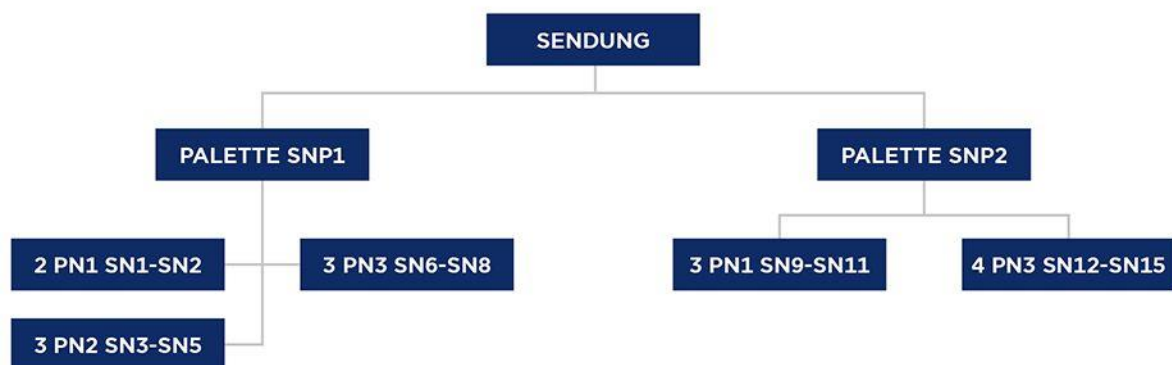 SENDUNG
PALETTE SNP1
PALETTE SNP2
2 PN1 SN1-SN2
3 PN3 SN6-SN8
3 PN1 SN9-SN11
4 PN3 SN12-SN15
3 PN2 SN3-SN5